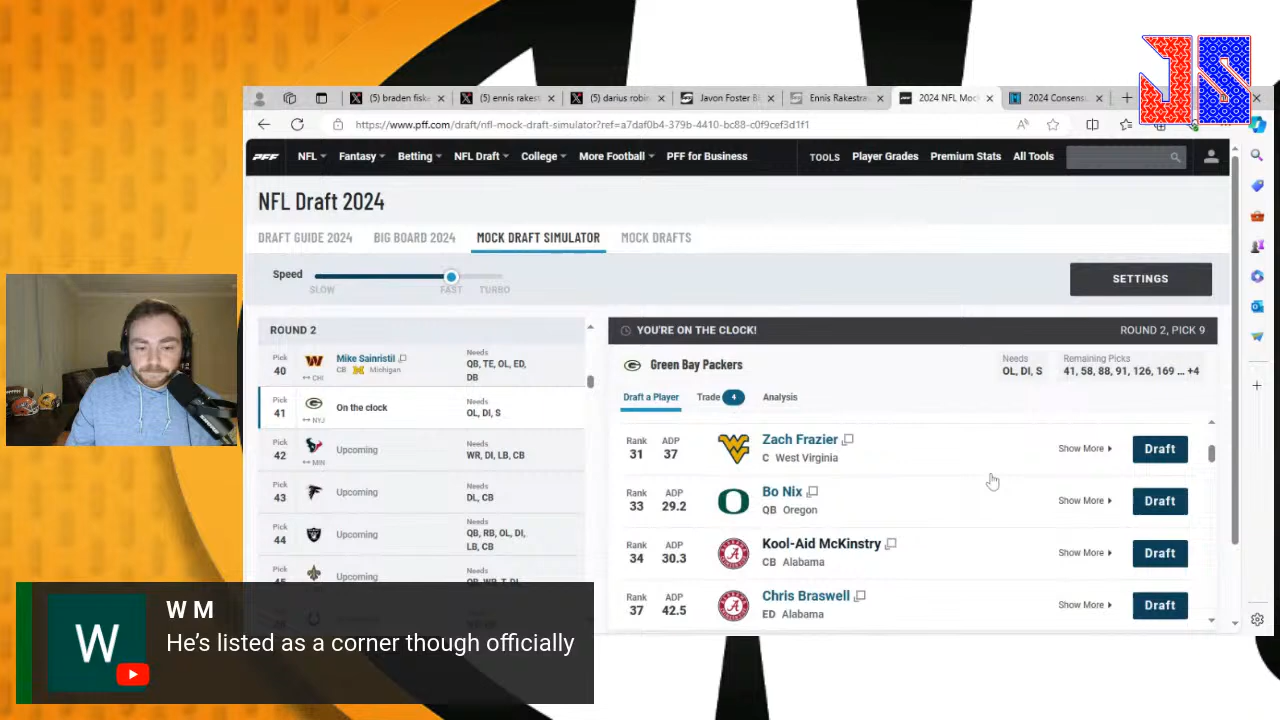 JS
(5) braden fiske
(5) ennis rakest
(5) darius robin
Javon Foster Bl
Ennis Rakestra
2024 NFL Moc
2024 Consens
https://www.pff.com/draft/nfl-mock-draft-simulator?ref=a7daf0b4-379b-4410-bc88-c0f9cef3d1f1
PFF NFL Fantasy Betting NFL Draft College More Football PFF for Business TOOLS Player Grades Premium Stats All Tools
NFL Draft 2024
DRAFT GUIDE 2024 BIG BOARD 2024 MOCK DRAFT SIMULATOR MOCK DRAFTS
Speed
SLOW FAST TURBO
SETTINGS
ROUND 2
Pick
40
CHI
Mike Sainristil
CB Michigan
Needs
QB, TE, OL, ED,
DB
Pick
41
NYJ
On the clock
Needs
OL, DI, S
Pick
42
MIN
Upcoming
Needs
WR, DI, LB, CB
Pick
43
Upcoming
Needs
DL, CB
Pick
44
Upcoming
Needs
QB, RB, OL, DI,
LB, CB
Pick
Upcoming
Needs
YOU'RE ON THE CLOCK! ROUND 2, PICK 9
Green Bay Packers
Needs
OL, DI, S
Remaining Picks
41, 58, 88, 91, 126, 169 ... +4
Draft a Player Trade 4 Analysis
Rank
31
ADP
37
Zach Frazier
C West Virginia
Show More
Draft
Rank
33
ADP
29.2
Bo Nix
QB Oregon
Show More
Draft
Rank
34
ADP
30.3
Kool-Aid McKinstry
CB Alabama
Show More
Draft
Rank
37
ADP
42.5
Chris Braswell
ED Alabama
Show More
Draft
W
W M
He's listed as a corner though officially